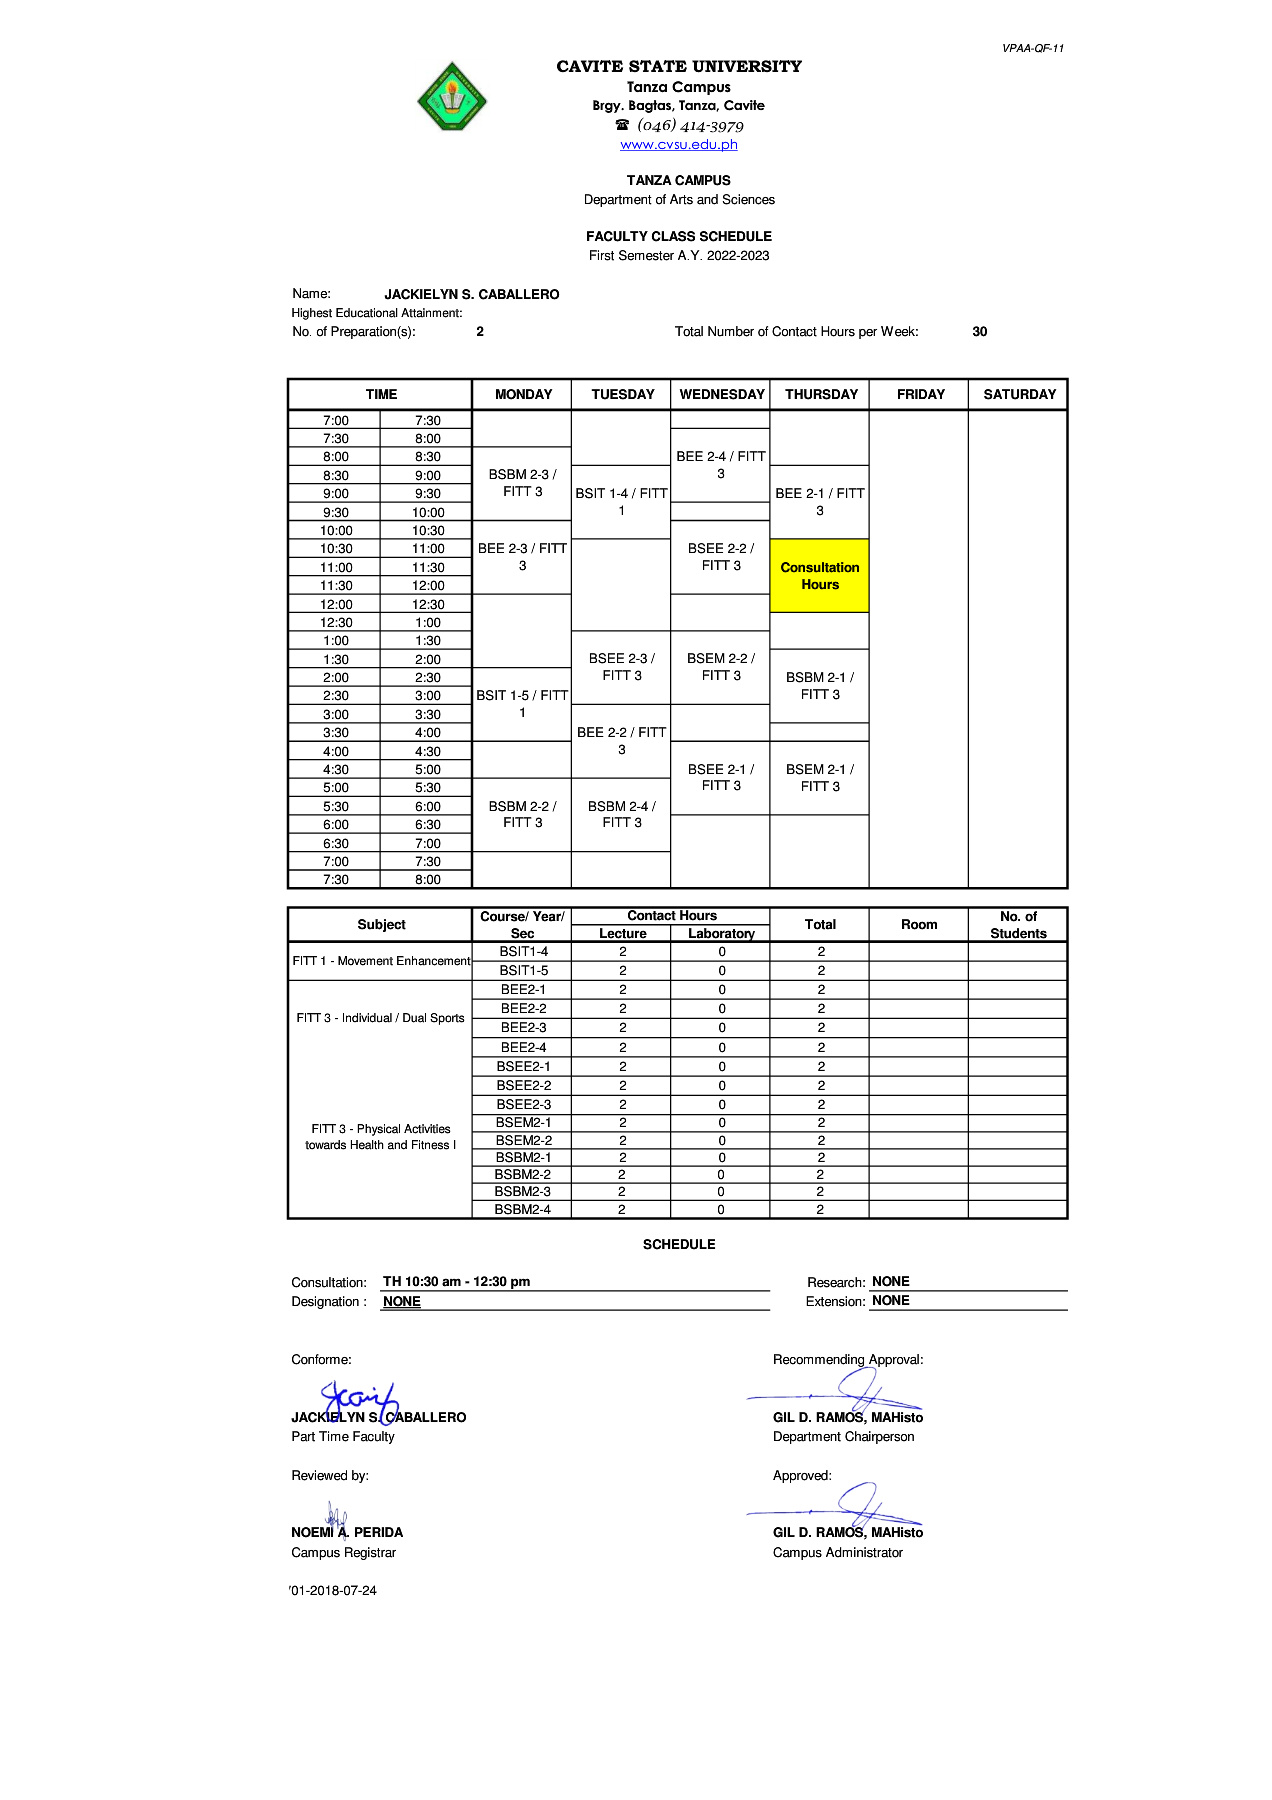 VPAA-QF-11
CAVITE STATE UNIVERSITY
Tanza Campus
Brgy. Bagtas, Tanza, Cavite
☎ (046) 414-3979
www.cvsu.edu.ph
TANZA CAMPUS
Department of Arts and Sciences
FACULTY CLASS SCHEDULE
First Semester A.Y. 2022-2023
Name: JACKIELYN S. CABALLERO
Highest Educational Attainment:
No. of Preparation(s): 2 Total Number of Contact Hours per Week: 30
TIME MONDAY TUESDAY WEDNESDAY THURSDAY FRIDAY SATURDAY
7:00 7:30
7:30 8:00
8:00 8:30
8:30 9:00
9:00 9:30
9:30 10:00
10:00 10:30
10:30 11:00
11:00 11:30
11:30 12:00
12:00 12:30
12:30 1:00
1:00 1:30
1:30 2:00
2:00 2:30
2:30 3:00
3:00 3:30
3:30 4:00
4:00 4:30
4:30 5:00
5:00 5:30
5:30 6:00
6:00 6:30
6:30 7:00
7:00 7:30
7:30 8:00
BSBM 2-3 /
FITT 3
BEE 2-3 / FITT
3
BSIT 1-5 / FITT
1
BSBM 2-2 /
FITT 3
BSIT 1-4 / FITT
1
BSEE 2-3 /
FITT 3
BEE 2-2 / FITT
3
BSBM 2-4 /
FITT 3
BEE 2-4 / FITT
3
BSEE 2-2 /
FITT 3
BSEM 2-2 /
FITT 3
BSEE 2-1 /
FITT 3
BEE 2-1 / FITT
3
Consultation
Hours
BSBM 2-1 /
FITT 3
BSEM 2-1 /
FITT 3
Subject Course/ Year/ Sec Contact Hours Total Room No. of Students
Lecture Laboratory
FITT 1 - Movement Enhancement
BSIT1-4 2 0 2
BSIT1-5 2 0 2
FITT 3 - Individual / Dual Sports
BEE2-1 2 0 2
BEE2-2 2 0 2
BEE2-3 2 0 2
BEE2-4 2 0 2
FITT 3 - Physical Activities
towards Health and Fitness I
BSEE2-1 2 0 2
BSEE2-2 2 0 2
BSEE2-3 2 0 2
BSEM2-1 2 0 2
BSEM2-2 2 0 2
BSBM2-1 2 0 2
BSBM2-2 2 0 2
BSBM2-3 2 0 2
BSBM2-4 2 0 2
SCHEDULE
Consultation: TH 10:30 am - 12:30 pm Research: NONE
Designation : NONE Extension: NONE
Conforme: Recommending Approval:
JACKIELYN S. CABALLERO GIL D. RAMOS, MAHisto
Part Time Faculty Department Chairperson
Reviewed by: Approved:
NOEMI A. PERIDA GIL D. RAMOS, MAHisto
Campus Registrar Campus Administrator
'01-2018-07-24